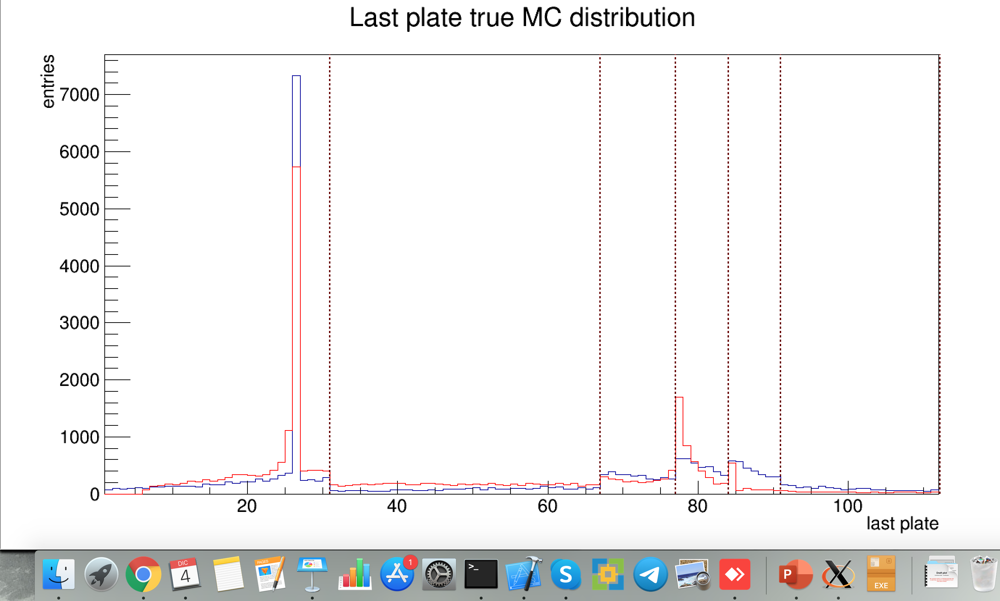 Last plate true MC distribution
entries
7000
6000
5000
4000
3000
2000
1000
0
20 40 60 80 100
last plate
DIC
4
PAGES
KEYNOTE
1
>_
S
P
X
EXE
Draft plot